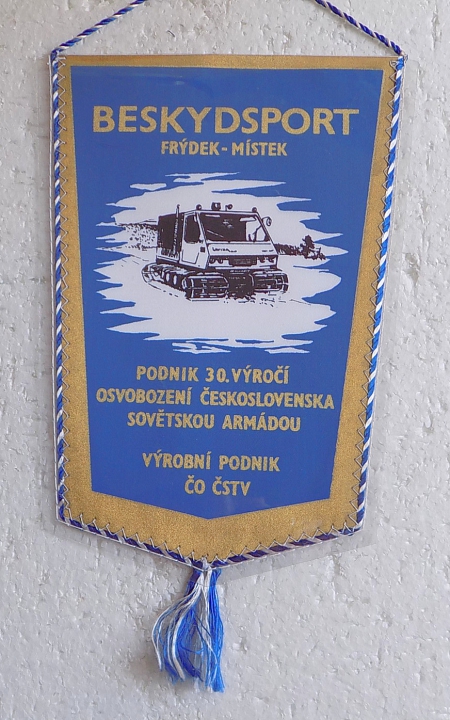 BESKYDSPORT
FRÝDEK-MÍSTEK
PODNIK 30. VÝROČÍ
OSVOBOZENÍ ČESKOSLOVENSKA
SOVĚTSKOU ARMÁDOU
VÝROBNÍ PODNIK
ČO ČSTV